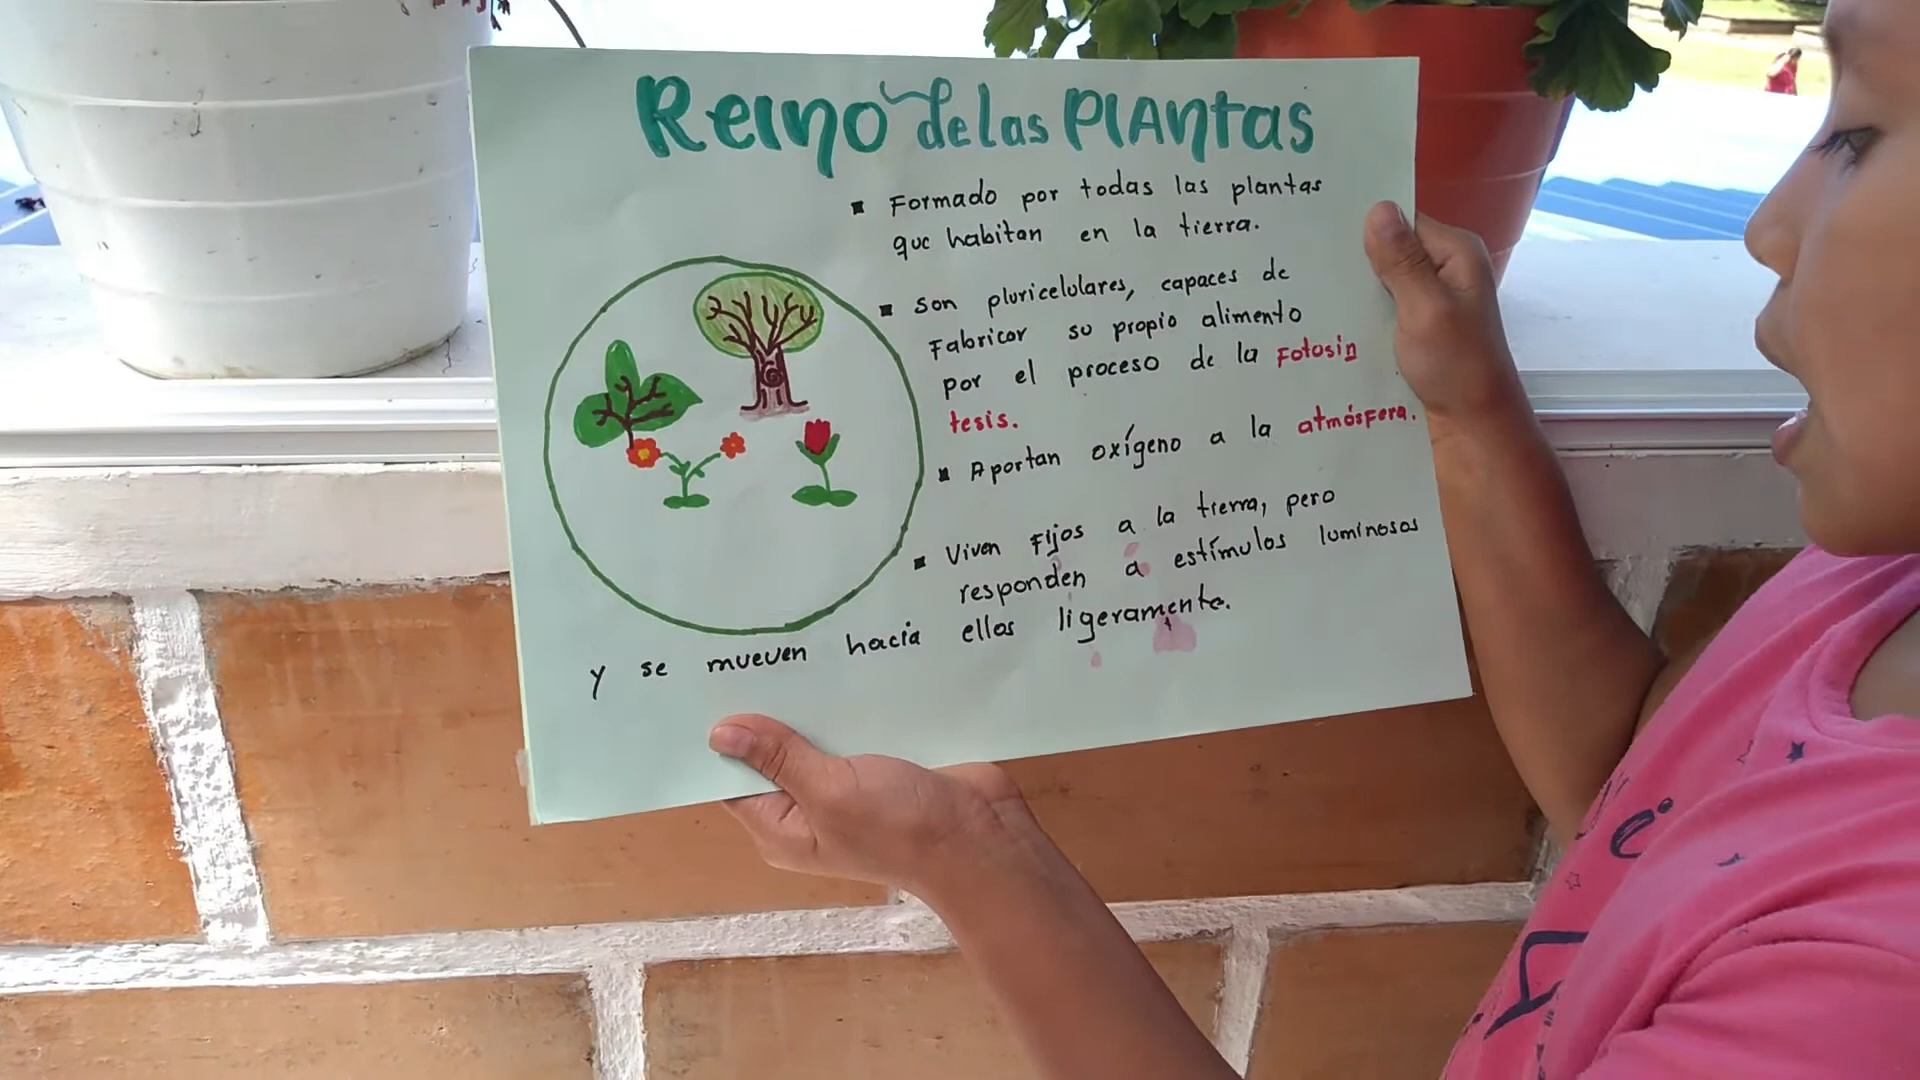 Reino de las Plantas
▪ Formado por todas las plantas
que habitan en la tierra.
▪ Son pluricelulares, capaces de
Fabricar su propio alimento
por el proceso de la Fotosin
tesis.
▪ Aportan oxígeno a la atmósfera.
▪ Viven Fijos a la tierra, pero
responden a estímulos luminosos
y se mueven hacia ellos ligeramente.